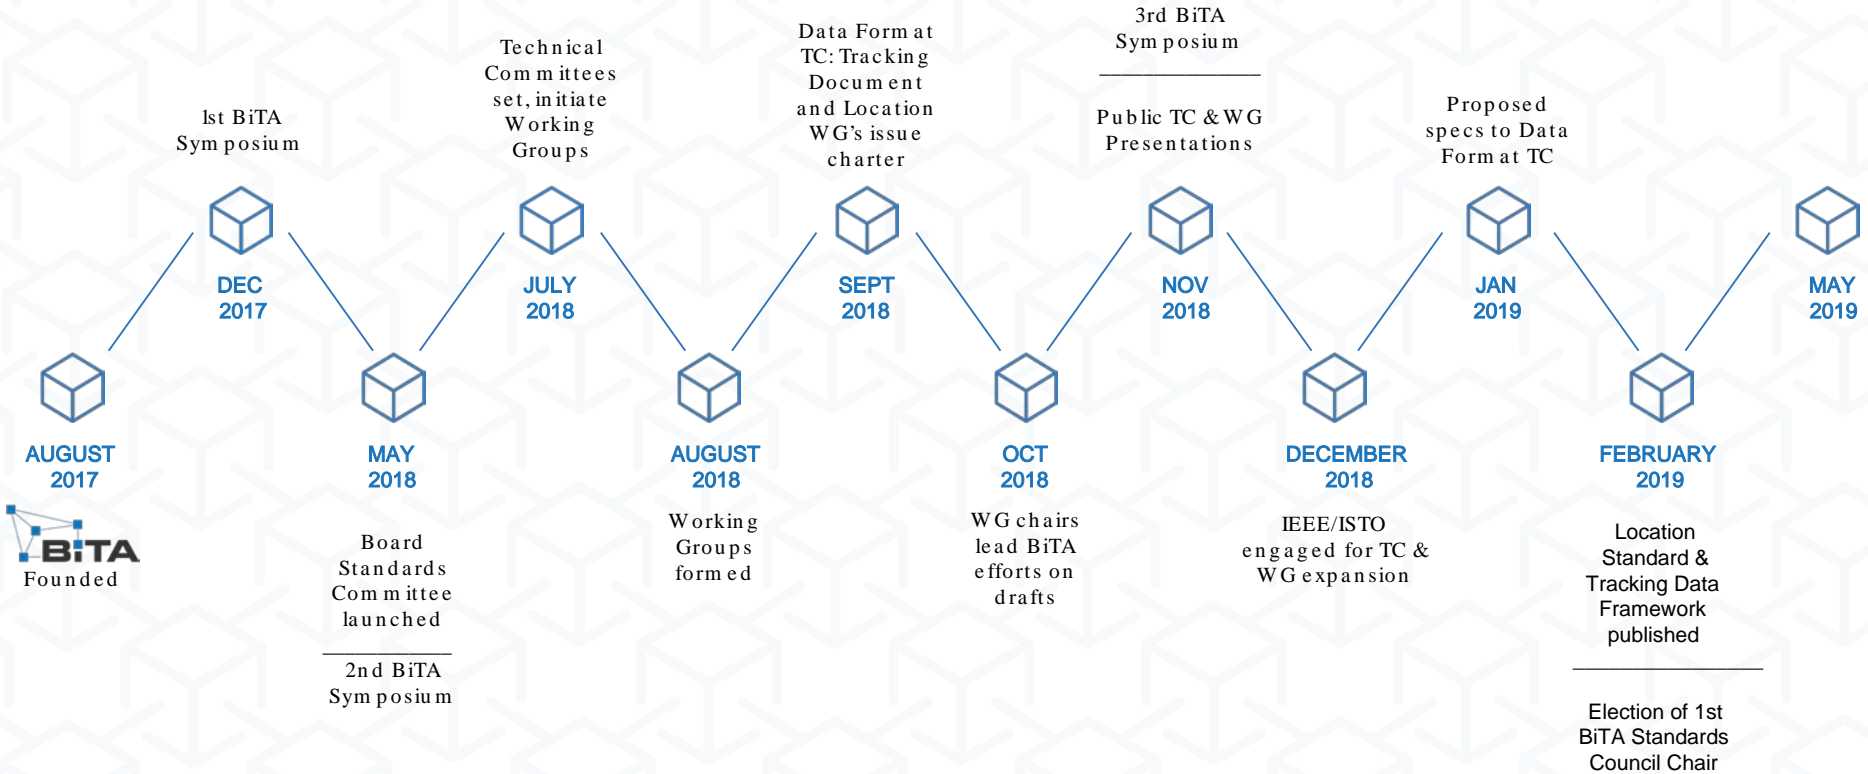 AUGUST
2017
BiTA
Founded
1st BiTA
Symposium
DEC
2017
MAY
2018
Board
Standards
Committee
launched
2nd BiTA
Symposium
Technical
Committees
set, initiate
Working
Groups
JULY
2018
AUGUST
2018
Working
Groups
formed
Data Format
TC: Tracking
Document
and Location
WG’s issue
charter
SEPT
2018
OCT
2018
WG chairs
lead BiTA
efforts on
drafts
3rd BiTA
Symposium
Public TC & WG
Presentations
NOV
2018
DECEMBER
2018
IEEE/ISTO
engaged for TC &
WG expansion
Proposed
specs to Data
Format TC
JAN
2019
FEBRUARY
2019
Location
Standard &
Tracking Data
Framework
published
Election of 1st
BiTA Standards
Council Chair
MAY
2019